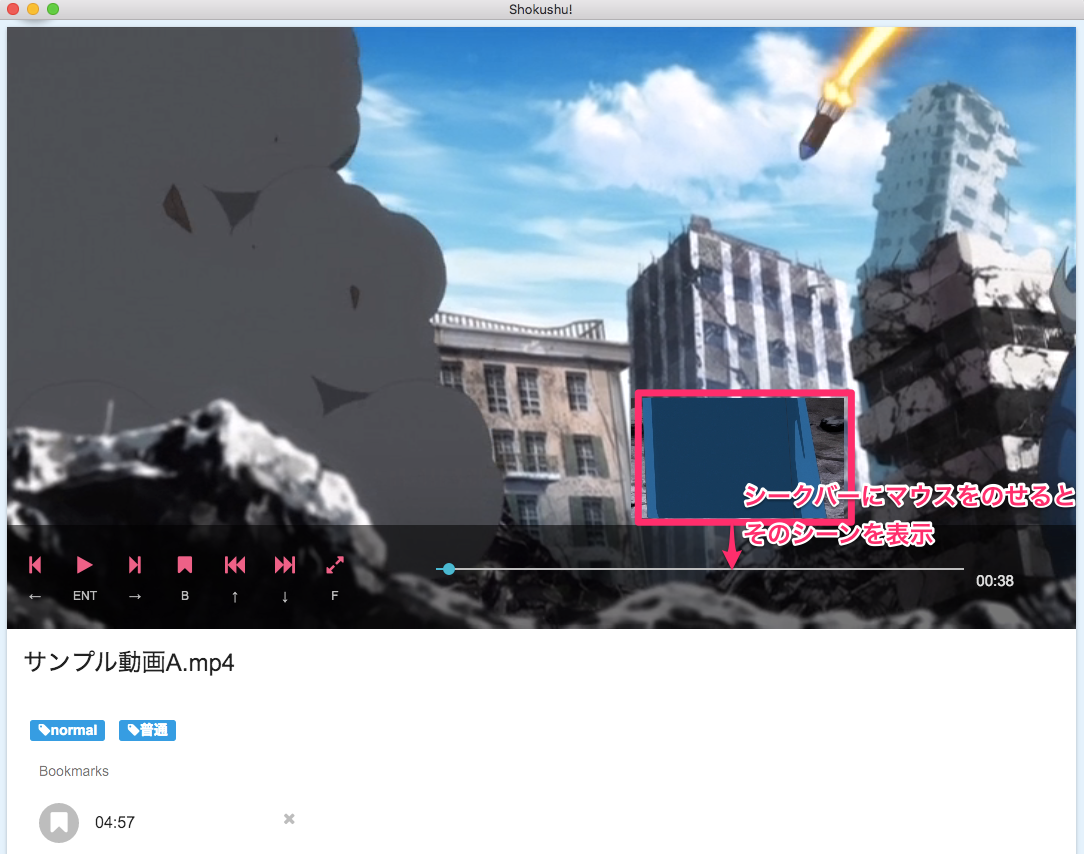 Shokushu!
シークバーにマウスをのせると
そのシーンを表示
00:38
← ENT → B ↑ ↓ F
サンプル動画A.mp4
normal 普通
Bookmarks
04:57